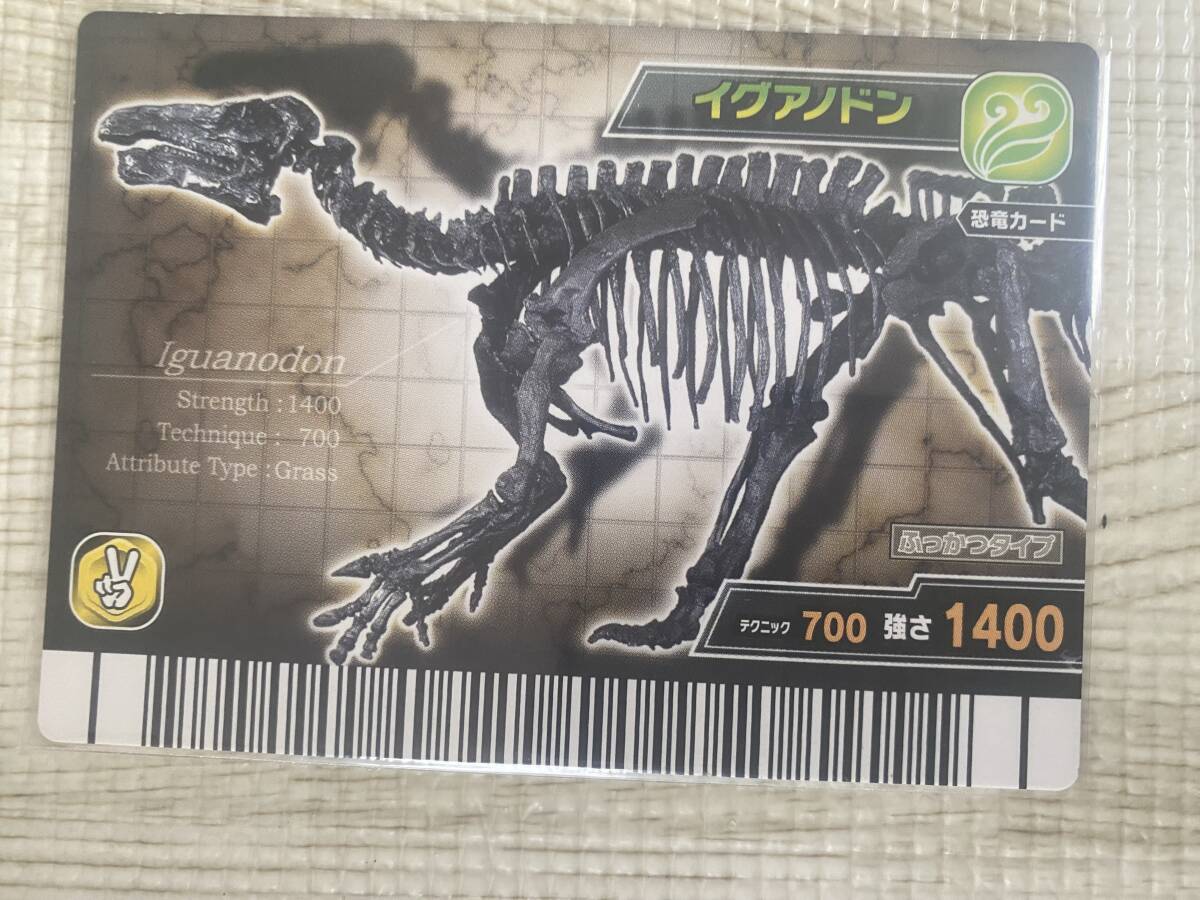 イグアノドン
恐竜カード
Iguanodon
Strength : 1400
Technique : 700
Attribute Type : Grass
ふっかつタイプ
テクニック 700 強さ 1400